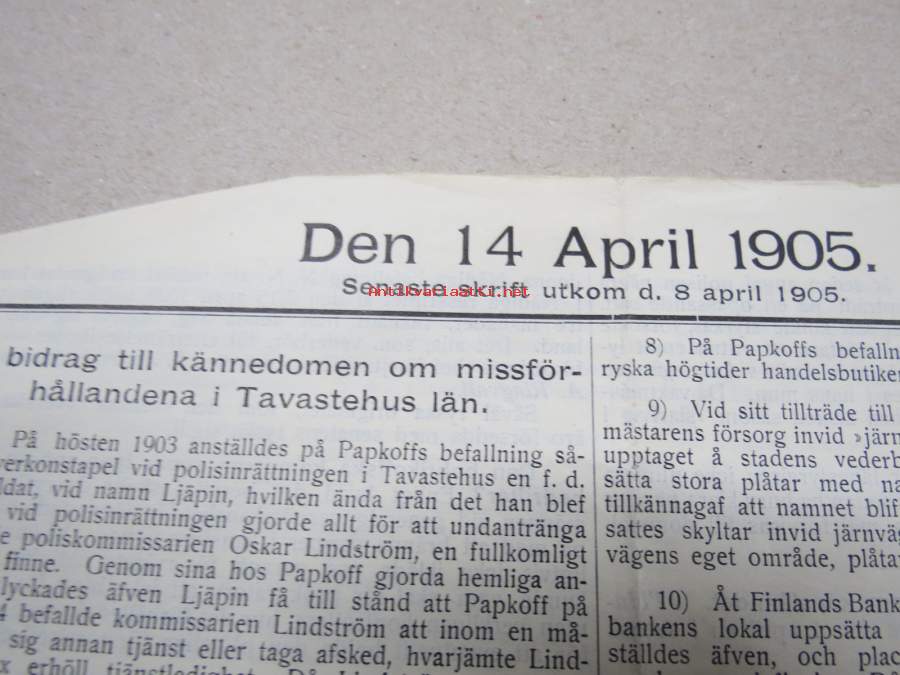 Den 14 April 1905.
Senaste skrift utkom d. 8 april 1905.
Antikvariaattiri.net
bidrag till kännedomen om missför-
hållandena i Tavastehus län.
På hösten 1903 anställdes på Papkoffs befallning så-
verkonstapel vid polisinrättningen i Tavastehus en f. d.
ldat, vid namn Ljäpin, hvilken ända från det han blef
vid polisinrättningen gjorde allt för att undantränga
e poliskommissarien Oskar Lindström, en fullkomligt
finne. Genom sina hos Papkoff gjorda hemliga an-
lyckades äfven Ljäpin få till stånd att Papkoff på
4 befallde kommissarien Lindström att inom en må-
sig annan tjänst eller taga afsked, hvarjämte Lind-
x erhöll tjänstledighet
8) På Papkoffs befalln
ryska högtider handelsbutiker
9) Vid sitt tillträde till
mästarens försorg invid »järn
upptaget å stadens vederb
sätta stora plåtar med na
tillkännagaf att namnet blif
sattes skyltar invid järnväg
vägens eget område, plåta
10) Åt Finlands Bank
bankens lokal uppsätta
ställdes äfven, och plac